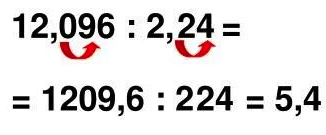 12,096 : 2,24 =
= 1209,6 : 224 = 5,4